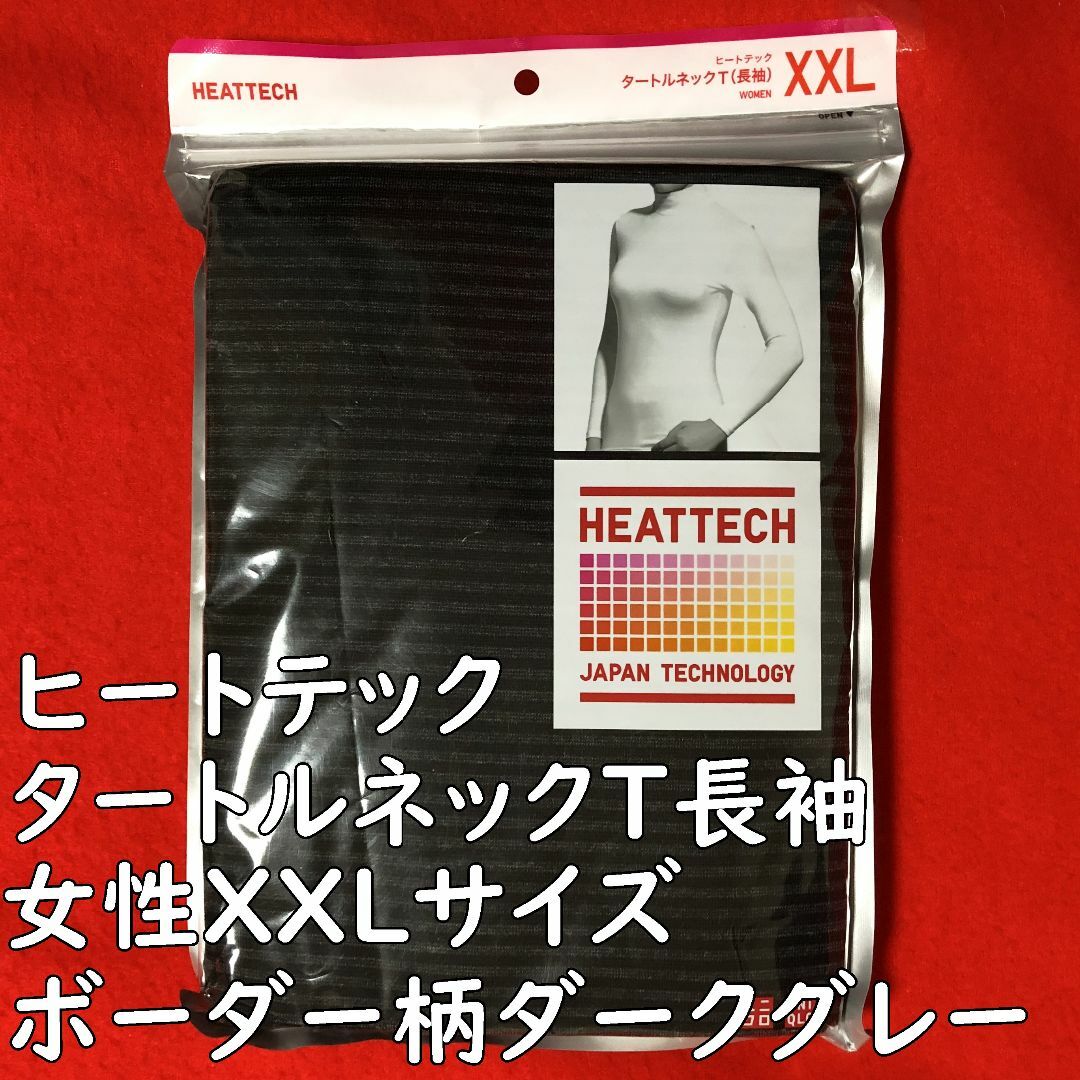 HEATTECH
ヒートテック
タートルネックT(長袖)
WOMEN
XXL
OPEN ▼
HEATTECH
JAPAN TECHNOLOGY
ヒートテック
タートルネックT長袖
女性XXLサイズ
ボーダー柄ダークグレー